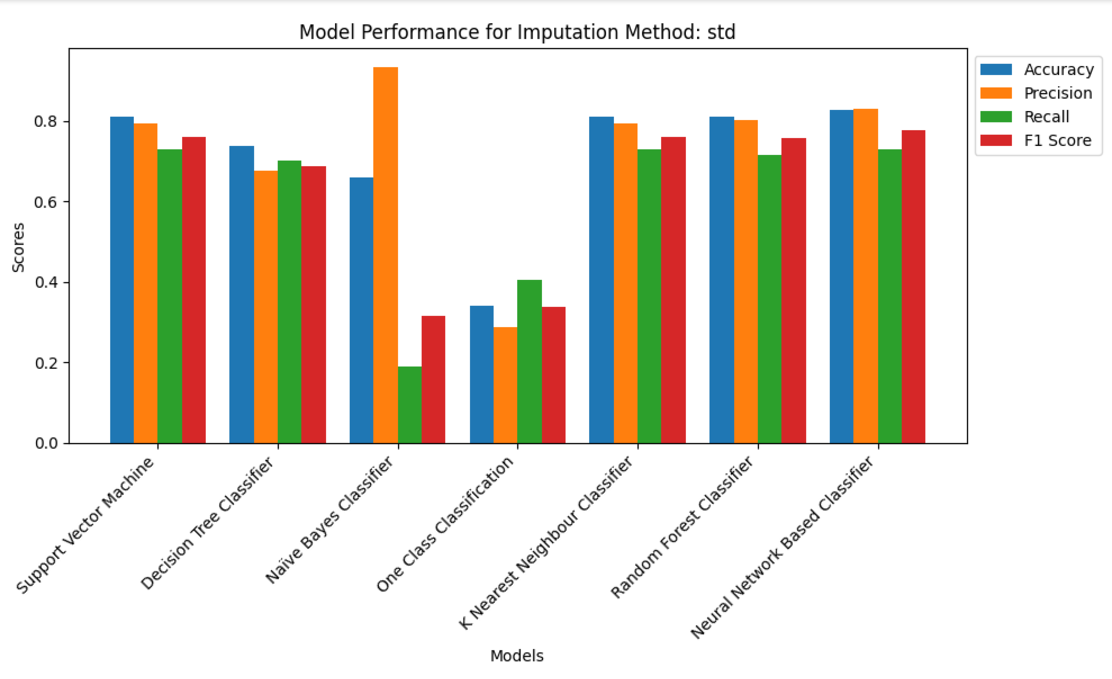 Model Performance for Imputation Method: std
Accuracy
Precision
Recall
F1 Score
Scores
0.8
0.6
0.4
0.2
0.0
Support Vector Machine
Decision Tree Classifier
Naïve Bayes Classifier
One Class Classification
K Nearest Neighbour Classifier
Random Forest Classifier
Neural Network Based Classifier
Models